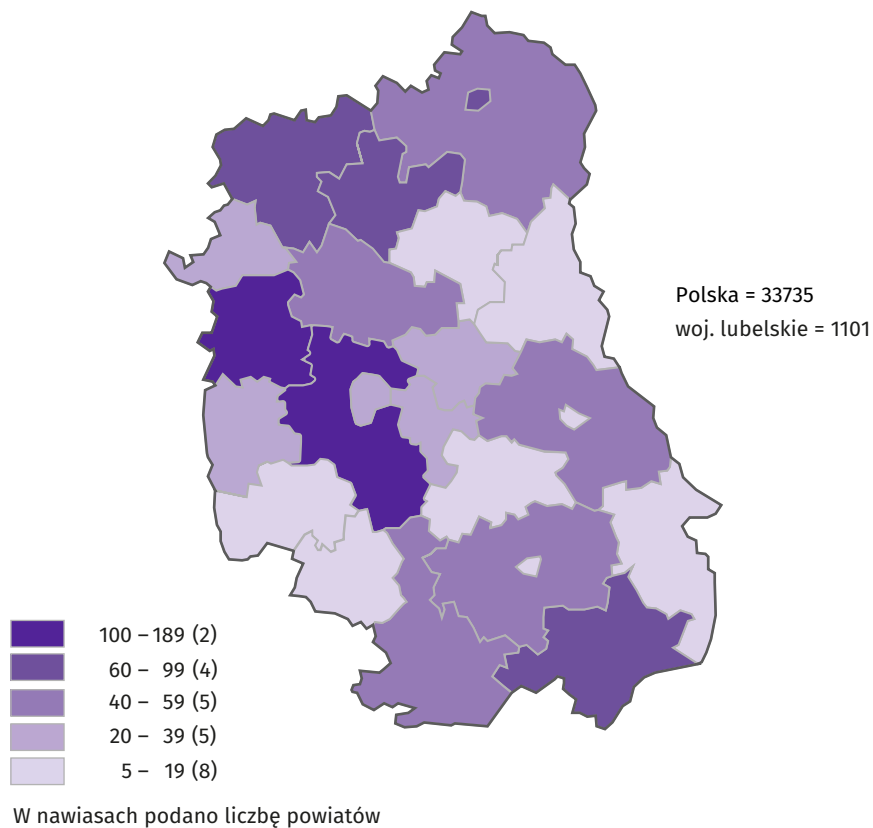 Polska = 33735
woj. lubelskie = 1101
100 – 189 (2)
60 – 99 (4)
40 – 59 (5)
20 – 39 (5)
5 – 19 (8)
W nawiasach podano liczbę powiatów